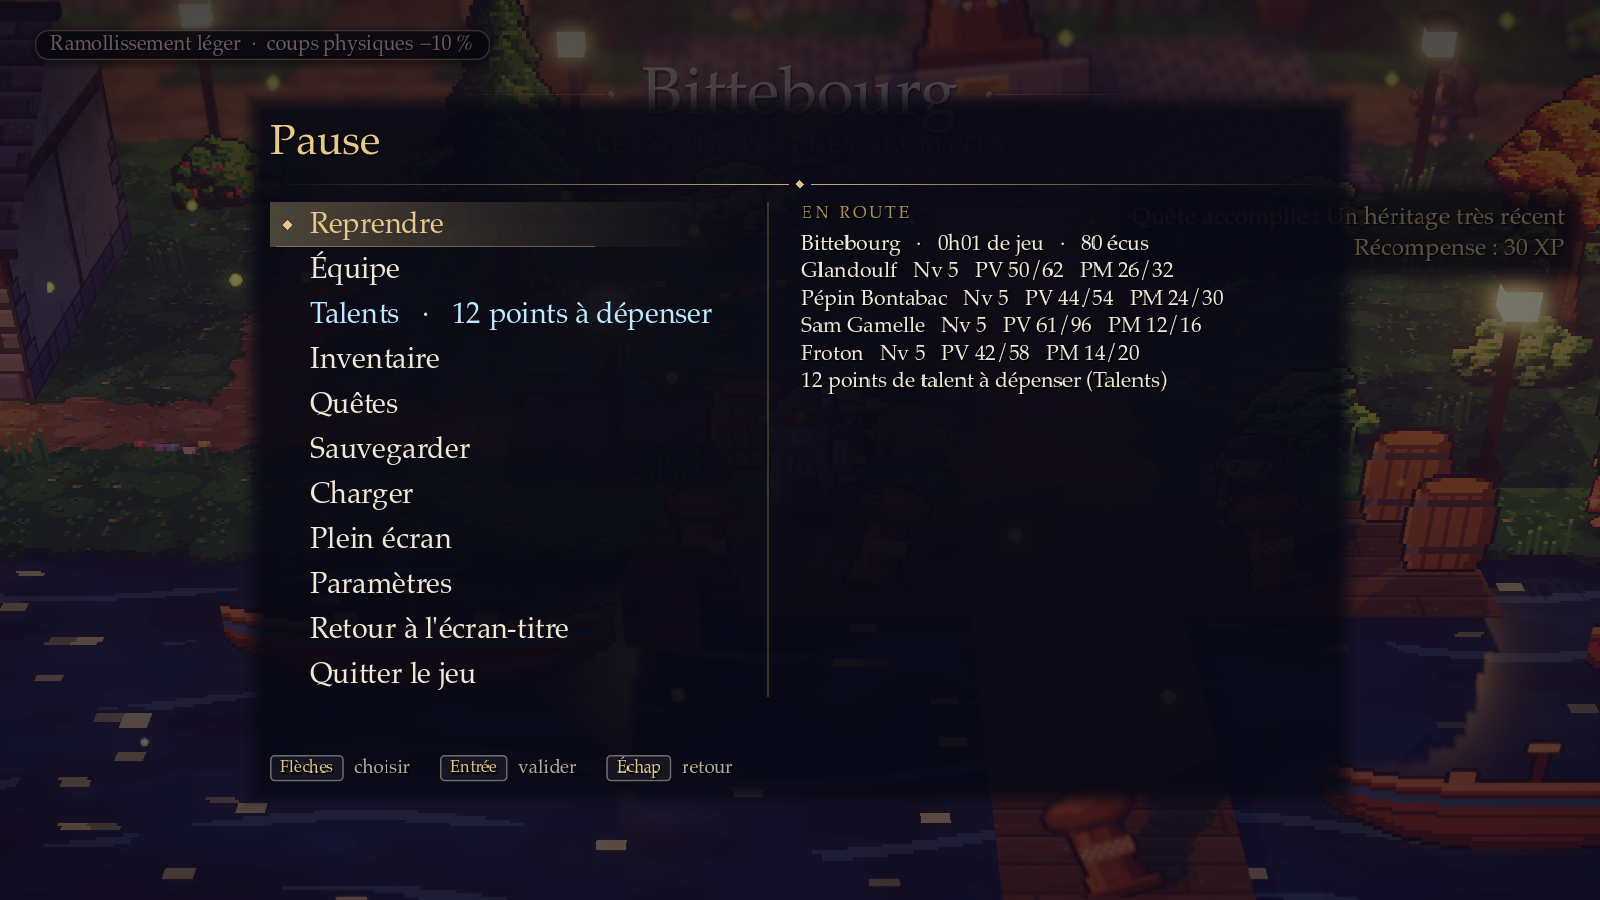 Ramollissement léger · coups physiques −10 %
Bittebourg
Pause
Quête accomplie : Un héritage très récent
Récompense : 30 XP
Reprendre
Équipe
Talents · 12 points à dépenser
Inventaire
Quêtes
Sauvegarder
Charger
Plein écran
Paramètres
Retour à l'écran-titre
Quitter le jeu
EN ROUTE
Bittebourg · 0h01 de jeu · 80 écus
Glandoulf Nv 5 PV 50/62 PM 26/32
Pépin Bontabac Nv 5 PV 44/54 PM 24/30
Sam Gamelle Nv 5 PV 61/96 PM 12/16
Froton Nv 5 PV 42/58 PM 14/20
12 points de talent à dépenser (Talents)
Flèches choisir Entrée valider Échap retour